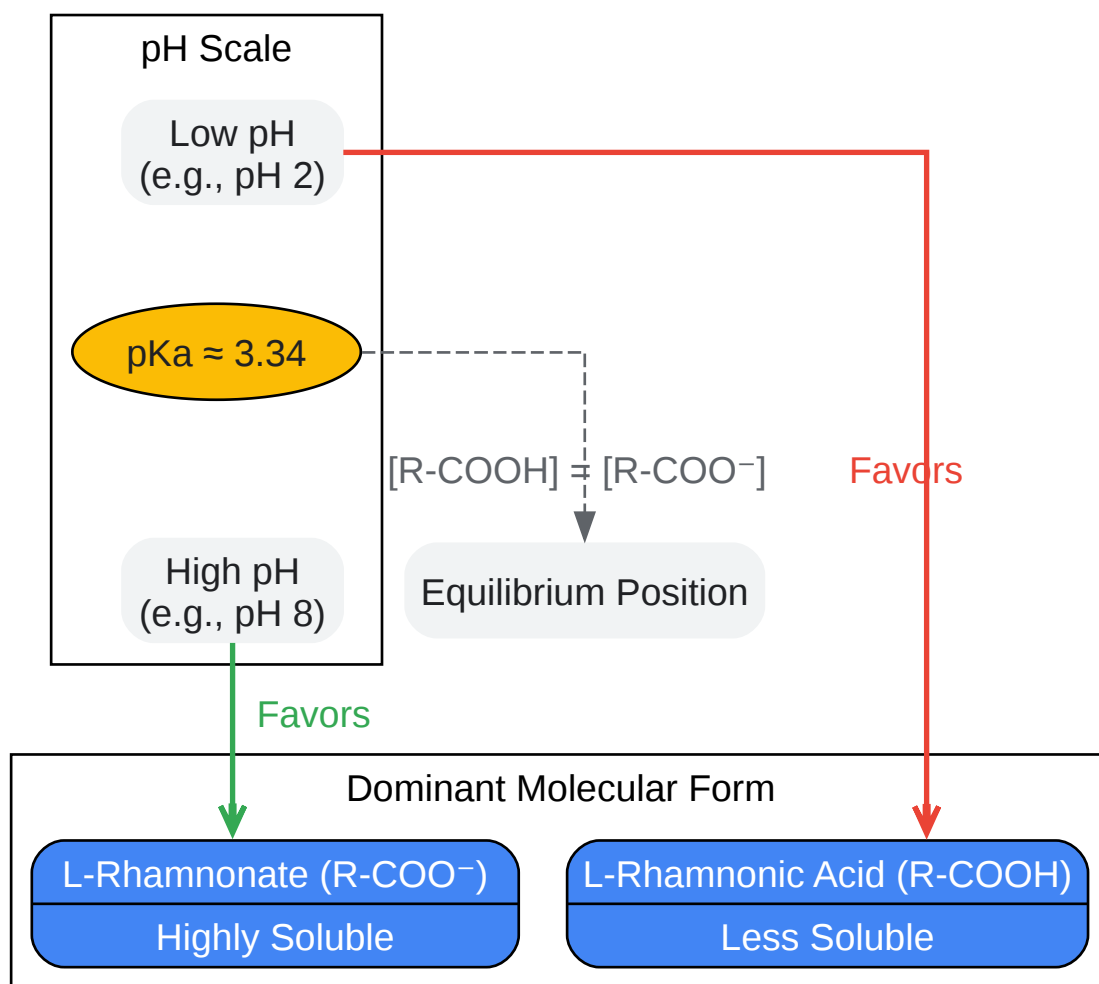 pH Scale
Low pH
(e.g., pH 2)
pKa ≈ 3.34
[R-COOH] = [R-COO⁻]
Favors
High pH
(e.g., pH 8)
Equilibrium Position
Favors
Dominant Molecular Form
L-Rhamnonate (R-COO⁻)
Highly Soluble
L-Rhamnonic Acid (R-COOH)
Less Soluble